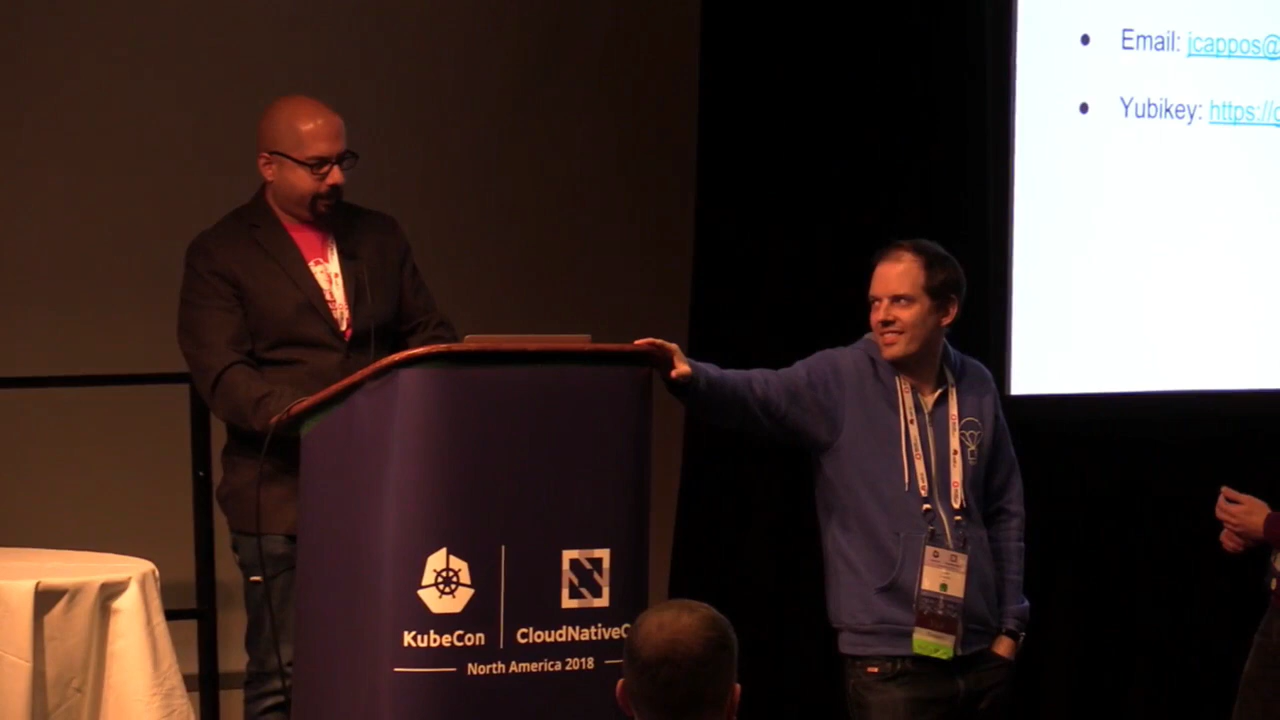 Email: jcappos@
Yubikey: https://
KubeCon
CloudNativeC
North America 2018